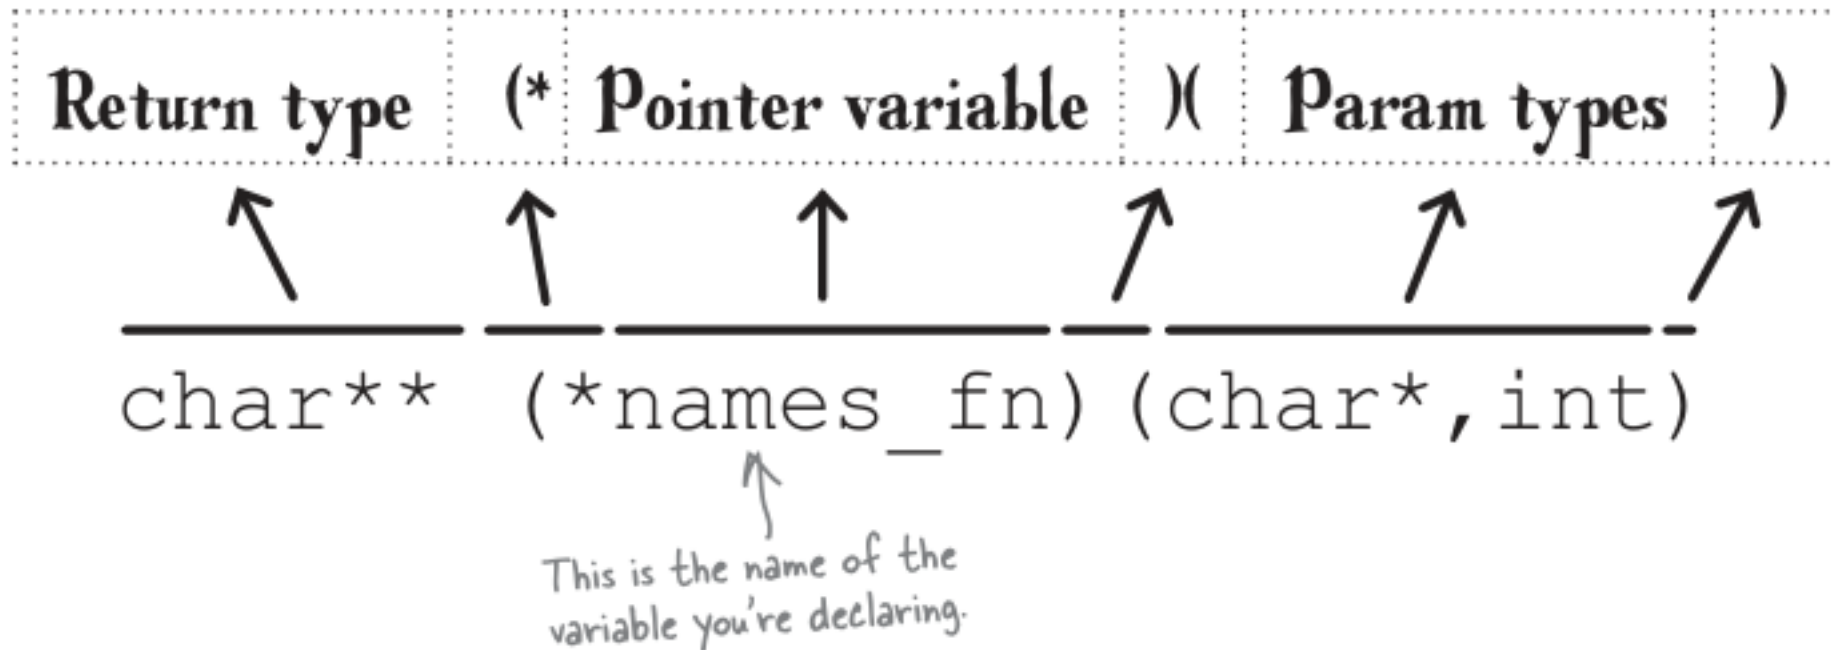 Return type (* Pointer variable )( Param types )
char** (*names_fn)(char*,int)
This is the name of the
variable you're declaring.